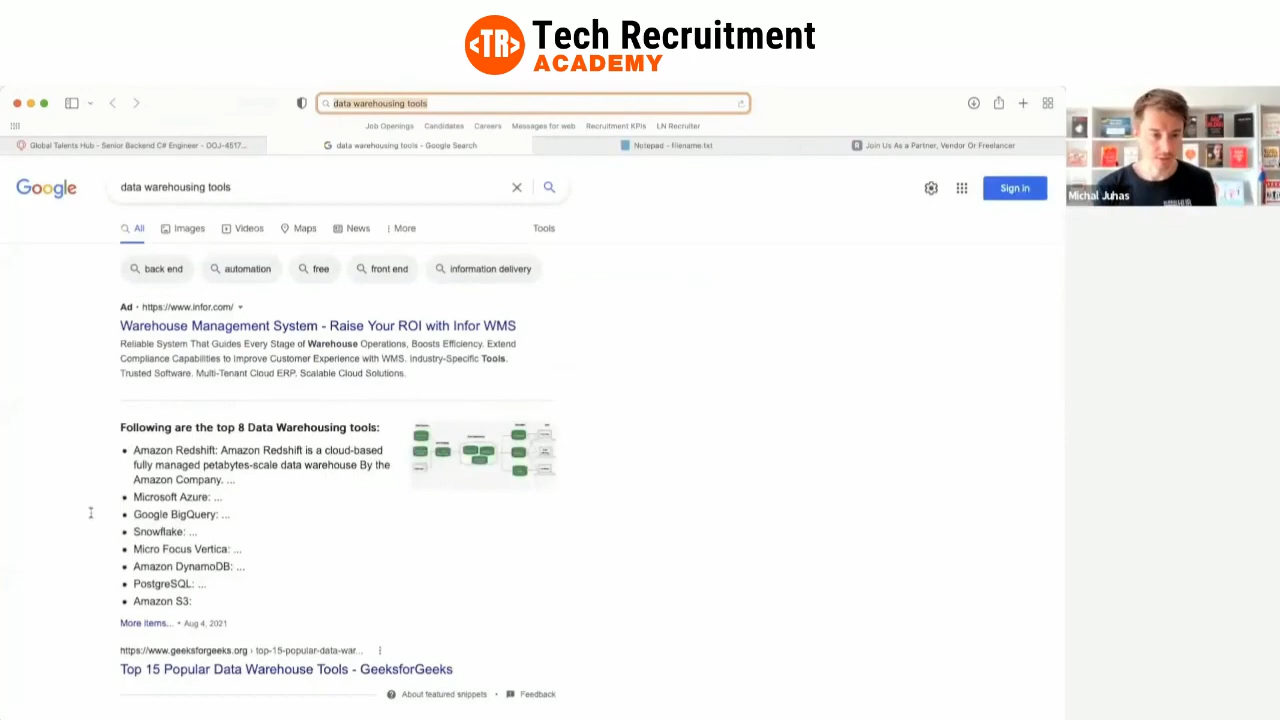 <TR> Tech Recruitment
ACADEMY
data warehousing tools
Job Openings Candidates Careers Messages for web Recruitment KPIs LN Recruiter
Global Talents Hub - Senior Backend C# Engineer - OOJ-4517... data warehousing tools - Google Search Notepad - filename.txt Join Us As a Partner, Vendor Or Freelancer
Google data warehousing tools Sign in
Michal Juhas
All Images Videos Maps News More Tools
back end automation free front end information delivery
Ad · https://www.infor.com/
Warehouse Management System - Raise Your ROI with Infor WMS
Reliable System That Guides Every Stage of Warehouse Operations, Boosts Efficiency. Extend
Compliance Capabilities to Improve Customer Experience with WMS. Industry-Specific Tools.
Trusted Software. Multi-Tenant Cloud ERP. Scalable Cloud Solutions.
Following are the top 8 Data Warehousing tools:
• Amazon Redshift: Amazon Redshift is a cloud-based
fully managed petabytes-scale data warehouse By the
Amazon Company. ...
• Microsoft Azure: ...
• Google BigQuery: ...
• Snowflake: ...
• Micro Focus Vertica: ...
• Amazon DynamoDB: ...
• PostgreSQL: ...
• Amazon S3:
More items... • Aug 4, 2021
https://www.geeksforgeeks.org › top-15-popular-data-war...
Top 15 Popular Data Warehouse Tools - GeeksforGeeks
About featured snippets • Feedback